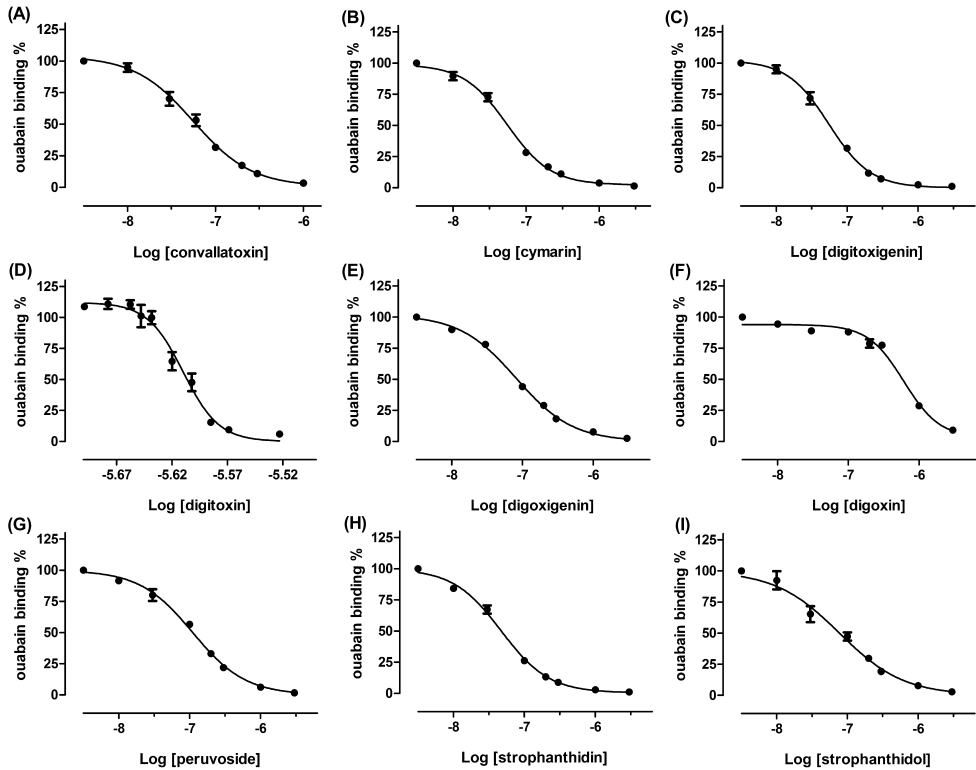 (A) (B) (C)
ouabain binding %
125
100
75
50
25
0
-8 -7 -6
Log [convallatoxin]
ouabain binding %
125
100
75
50
25
0
-8 -7 -6
Log [cymarin]
ouabain binding %
125
100
75
50
25
0
-8 -7 -6
Log [digitoxigenin]
(D) (E) (F)
ouabain binding %
125
100
75
50
25
0
-5.67 -5.62 -5.57 -5.52
Log [digitoxin]
ouabain binding %
125
100
75
50
25
0
-8 -7 -6
Log [digoxigenin]
ouabain binding %
125
100
75
50
25
0
-8 -7 -6
Log [digoxin]
(G) (H) (I)
ouabain binding %
125
100
75
50
25
0
-8 -7 -6
Log [peruvoside]
ouabain binding %
125
100
75
50
25
0
-8 -7 -6
Log [strophanthidin]
ouabain binding %
125
100
75
50
25
0
-8 -7 -6
Log [strophanthidol]